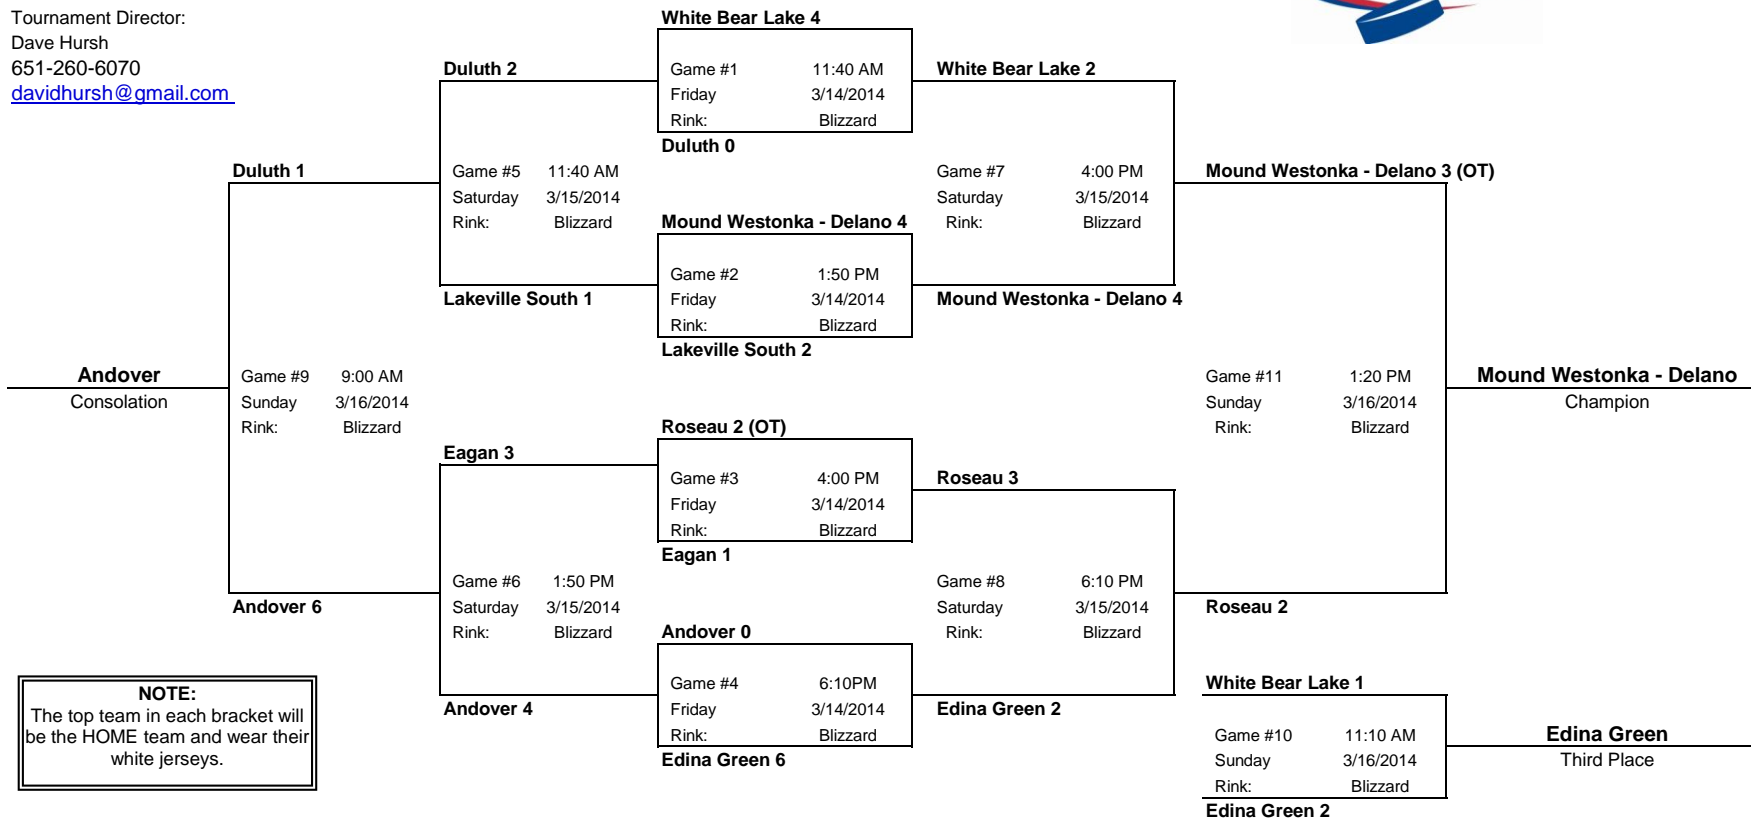 Tournament Director:
Dave Hursh
651-260-6070
davidhursh@gmail.com
White Bear Lake 4
Game #1 11:40 AM
Friday 3/14/2014
Rink: Blizzard
Duluth 0
Duluth 2
White Bear Lake 2
Duluth 1
Game #5 11:40 AM
Saturday 3/15/2014
Rink: Blizzard
Game #7 4:00 PM
Saturday 3/15/2014
Rink: Blizzard
Mound Westonka - Delano 3 (OT)
Mound Westonka - Delano 4
Game #2 1:50 PM
Friday 3/14/2014
Rink: Blizzard
Lakeville South 2
Lakeville South 1
Mound Westonka - Delano 4
Andover
Consolation
Game #9 9:00 AM
Sunday 3/16/2014
Rink: Blizzard
Game #11 1:20 PM
Sunday 3/16/2014
Rink: Blizzard
Mound Westonka - Delano
Champion
Roseau 2 (OT)
Game #3 4:00 PM
Friday 3/14/2014
Rink: Blizzard
Eagan 1
Eagan 3
Roseau 3
Andover 6
Game #6 1:50 PM
Saturday 3/15/2014
Rink: Blizzard
Game #8 6:10 PM
Saturday 3/15/2014
Rink: Blizzard
Roseau 2
Andover 0
Game #4 6:10PM
Friday 3/14/2014
Rink: Blizzard
Edina Green 6
Andover 4
Edina Green 2
NOTE:
The top team in each bracket will
be the HOME team and wear their
white jerseys.
White Bear Lake 1
Game #10 11:10 AM
Sunday 3/16/2014
Rink: Blizzard
Edina Green 2
Edina Green
Third Place